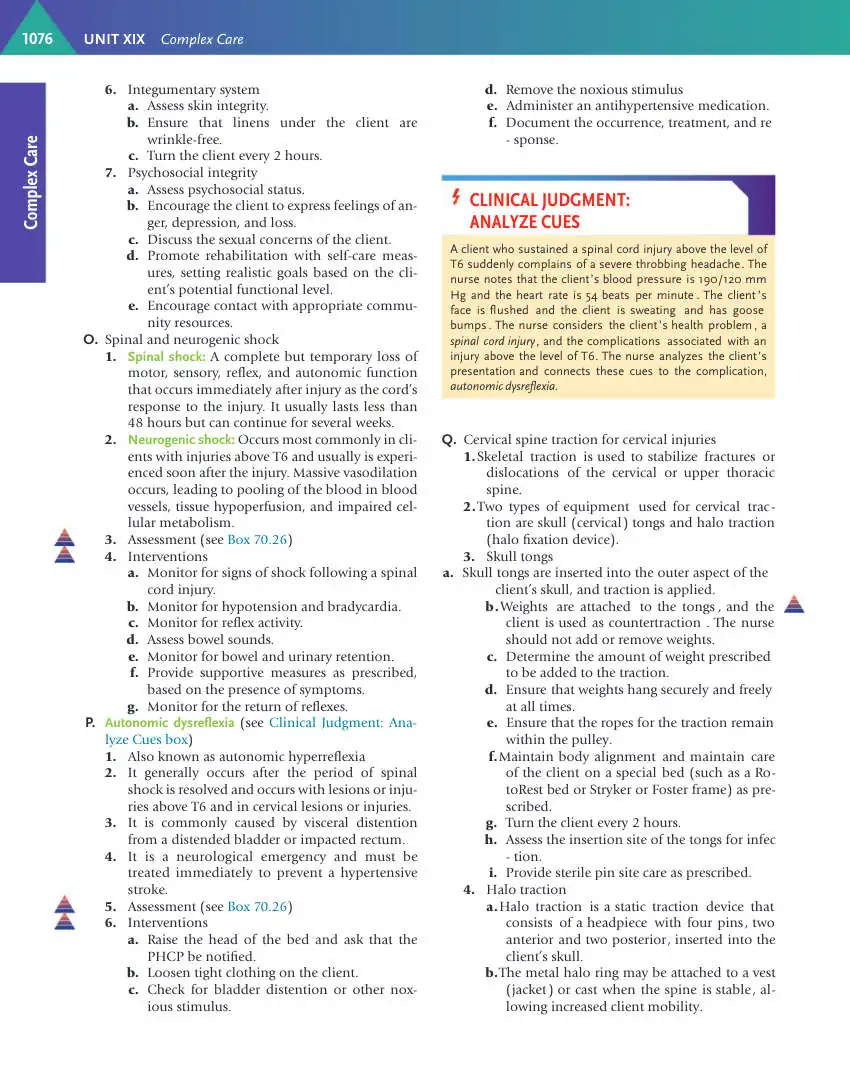 1076 UNIT XIX Complex Care
Complex Care
6. Integumentary system
a. Assess skin integrity.
b. Ensure that linens under the client are
wrinkle-free.
c. Turn the client every 2 hours.
7. Psychosocial integrity
a. Assess psychosocial status.
b. Encourage the client to express feelings of an-
ger, depression, and loss.
c. Discuss the sexual concerns of the client.
d. Promote rehabilitation with self-care meas-
ures, setting realistic goals based on the cli-
ent's potential functional level.
e. Encourage contact with appropriate commu-
nity resources.
O. Spinal and neurogenic shock
1. Spinal shock: A complete but temporary loss of
motor, sensory, reflex, and autonomic function
that occurs immediately after injury as the cord's
response to the injury. It usually lasts less than
48 hours but can continue for several weeks.
2. Neurogenic shock: Occurs most commonly in cli-
ents with injuries above T6 and usually is experi-
enced soon after the injury. Massive vasodilation
occurs, leading to pooling of the blood in blood
vessels, tissue hypoperfusion, and impaired cel-
lular metabolism.
3. Assessment (see Box 70.26)
4. Interventions
a. Monitor for signs of shock following a spinal
cord injury.
b. Monitor for hypotension and bradycardia.
c. Monitor for reflex activity.
d. Assess bowel sounds.
e. Monitor for bowel and urinary retention.
f. Provide supportive measures as prescribed,
based on the presence of symptoms.
g. Monitor for the return of reflexes.
P. Autonomic dysreflexia (see Clinical Judgment: Ana-
lyze Cues box)
1. Also known as autonomic hyperreflexia
2. It generally occurs after the period of spinal
shock is resolved and occurs with lesions or inju-
ries above T6 and in cervical lesions or injuries.
3. It is commonly caused by visceral distention
from a distended bladder or impacted rectum.
4. It is a neurological emergency and must be
treated immediately to prevent a hypertensive
stroke.
5. Assessment (see Box 70.26)
6. Interventions
a. Raise the head of the bed and ask that the
PHCP be notified.
b. Loosen tight clothing on the client.
c. Check for bladder distention or other nox-
ious stimulus.
d. Remove the noxious stimulus
e. Administer an antihypertensive medication.
f. Document the occurrence, treatment, and re
- sponse.
CLINICAL JUDGMENT:
ANALYZE CUES
A client who sustained a spinal cord injury above the level of
T6 suddenly complains of a severe throbbing headache. The
nurse notes that the client's blood pressure is 190/120 mm
Hg and the heart rate is 54 beats per minute . The client's
face is flushed and the client is sweating and has goose
bumps . The nurse considers the client's health problem , a
spinal cord injury, and the complications associated with an
injury above the level of T6. The nurse analyzes the client's
presentation and connects these cues to the complication,
autonomic dysreflexia.
Q. Cervical spine traction for cervical injuries
1.Skeletal traction is used to stabilize fractures or
dislocations of the cervical or upper thoracic
spine.
2.Two types of equipment used for cervical trac-
tion are skull (cervical) tongs and halo traction
(halo fixation device).
3. Skull tongs
a. Skull tongs are inserted into the outer aspect of the
client's skull, and traction is applied.
b.Weights are attached to the tongs , and the
client is used as countertraction . The nurse
should not add or remove weights.
c. Determine the amount of weight prescribed
to be added to the traction.
d. Ensure that weights hang securely and freely
at all times.
e. Ensure that the ropes for the traction remain
within the pulley.
f.Maintain body alignment and maintain care
of the client on a special bed (such as a Ro-
toRest bed or Stryker or Foster frame) as pre-
scribed.
g. Turn the client every 2 hours.
h. Assess the insertion site of the tongs for infec
- tion.
i. Provide sterile pin site care as prescribed.
4. Halo traction
a.Halo traction is a static traction device that
consists of a headpiece with four pins, two
anterior and two posterior, inserted into the
client's skull.
b.The metal halo ring may be attached to a vest
(jacket) or cast when the spine is stable, al-
lowing increased client mobility.